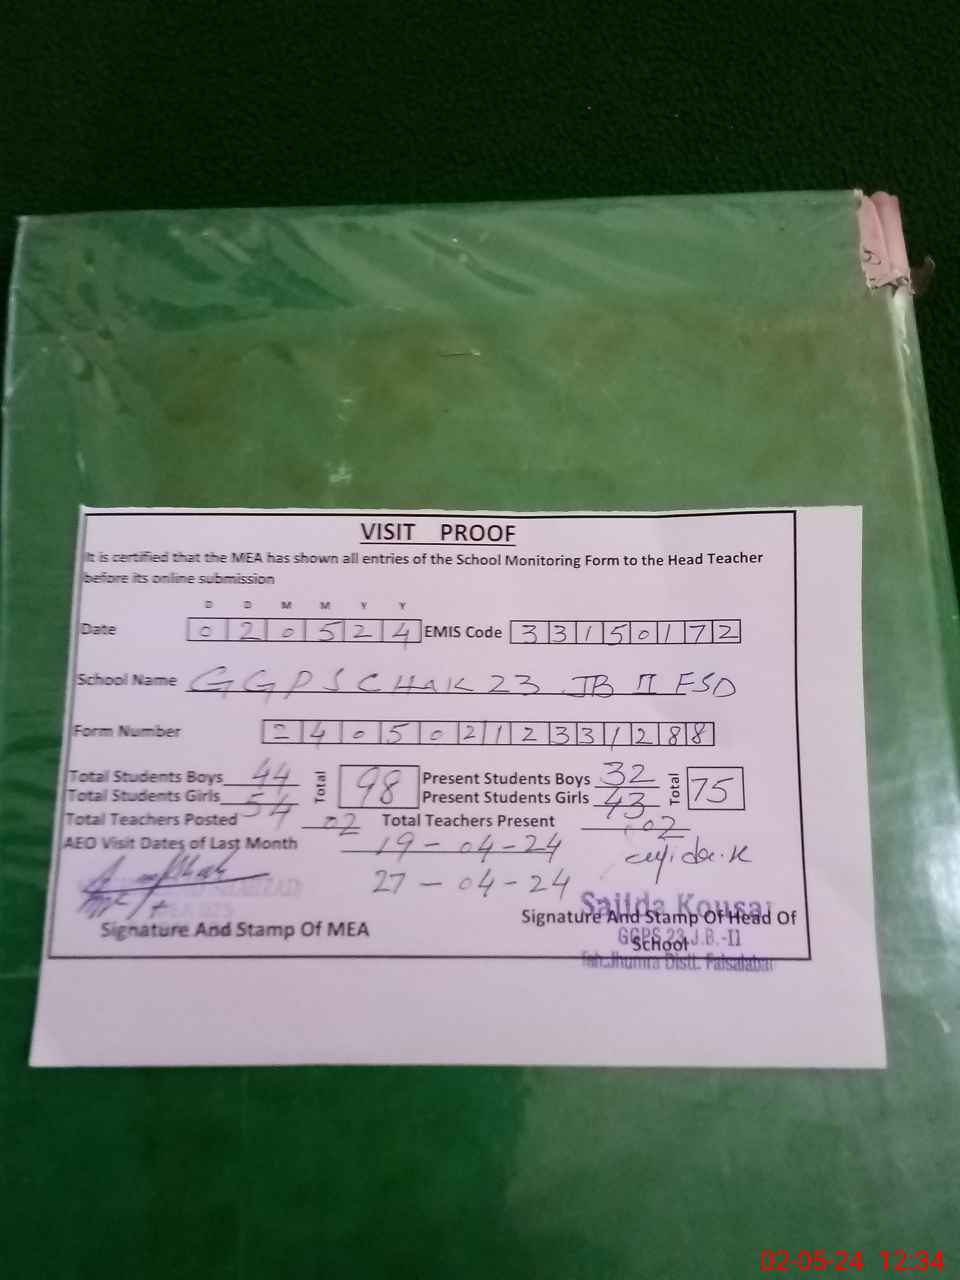 VISIT PROOF
It is certified that the MEA has shown all entries of the School Monitoring Form to the Head Teacher
before its online submission
D D M M Y Y
Date 0 2 0 5 2 4 EMIS Code 3 3 1 5 0 1 7 2
School Name GGPS CHAK 23 JB II FSD
Form Number 2 4 0 5 0 2 1 2 3 3 1 2 8 8
Total Students Boys 44 Total 98 Present Students Boys 32 Total 75
Total Students Girls 54 Present Students Girls 43
Total Teachers Posted 02 Total Teachers Present 02
AEO Visit Dates of Last Month 19-04-24
27-04-24
Sajida Kousar
Signature And Stamp Of MEA Signature And Stamp Of Head Of
School
GGPS 23 J.B.-II
Teh. Jhumra Distt. Faisalabad
02-05-24 12:34